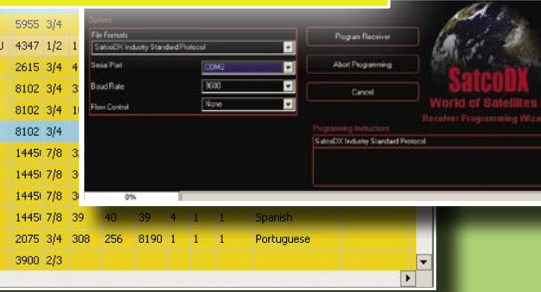 5955 3/4
U 4347 1/2 1
2615 3/4 4
8102 3/4
8102 3/4
8102 3/4
1445 7/8
1445 7/8
1445 7/8
1445 7/8 39 40 39 4 1 1 Spanish
2075 3/4 308 256 8190 1 1 1 Portuguese
3900 2/3
Options
File Formats
SatcoDX Industry Standard Protocol
Serial Port COM2
Baud Rate 9600
Flow Control None
Program Receiver
Abort Programming
Cancel
SatcoDX
World of Satellites
Receiver Programming
Programming Instructions
SatcoDX Industry Standard Protocol
0%